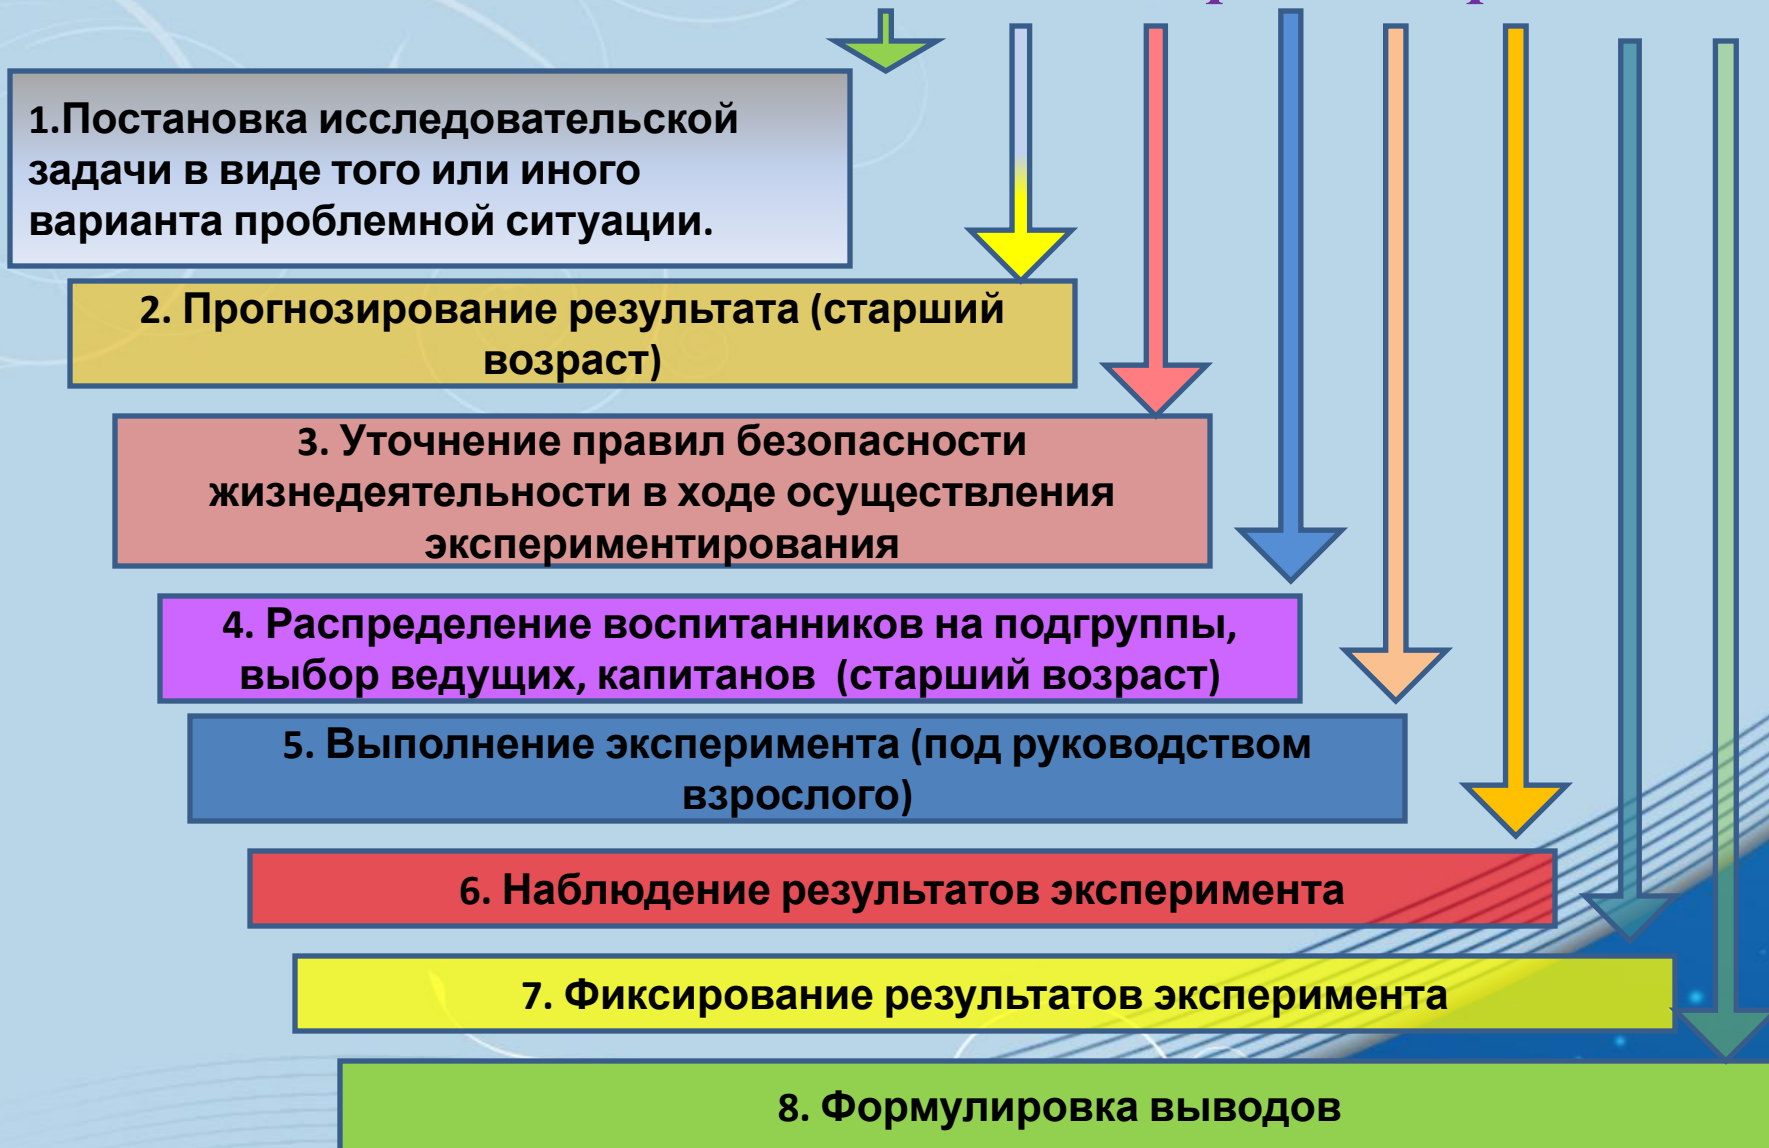 1.Постановка исследовательской
задачи в виде того или иного
варианта проблемной ситуации.
2. Прогнозирование результата (старший
возраст)
3. Уточнение правил безопасности
жизнедеятельности в ходе осуществления
экспериментирования
4. Распределение воспитанников на подгруппы,
выбор ведущих, капитанов (старший возраст)
5. Выполнение эксперимента (под руководством
взрослого)
6. Наблюдение результатов эксперимента
7. Фиксирование результатов эксперимента
8. Формулировка выводов